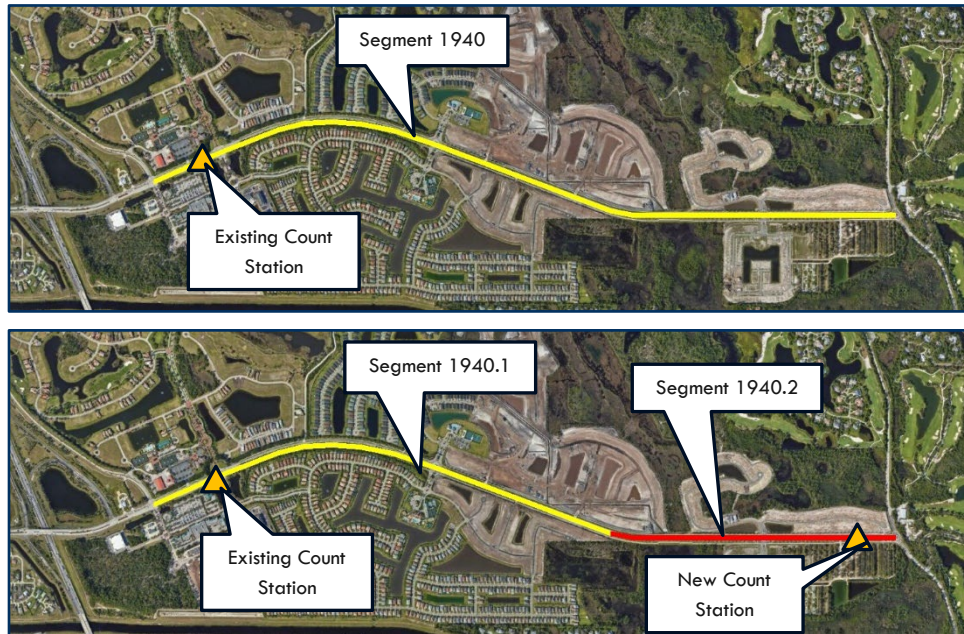 Segment 1940
Existing Count
Station
Segment 1940.1
Segment 1940.2
Existing Count
Station
New Count
Station